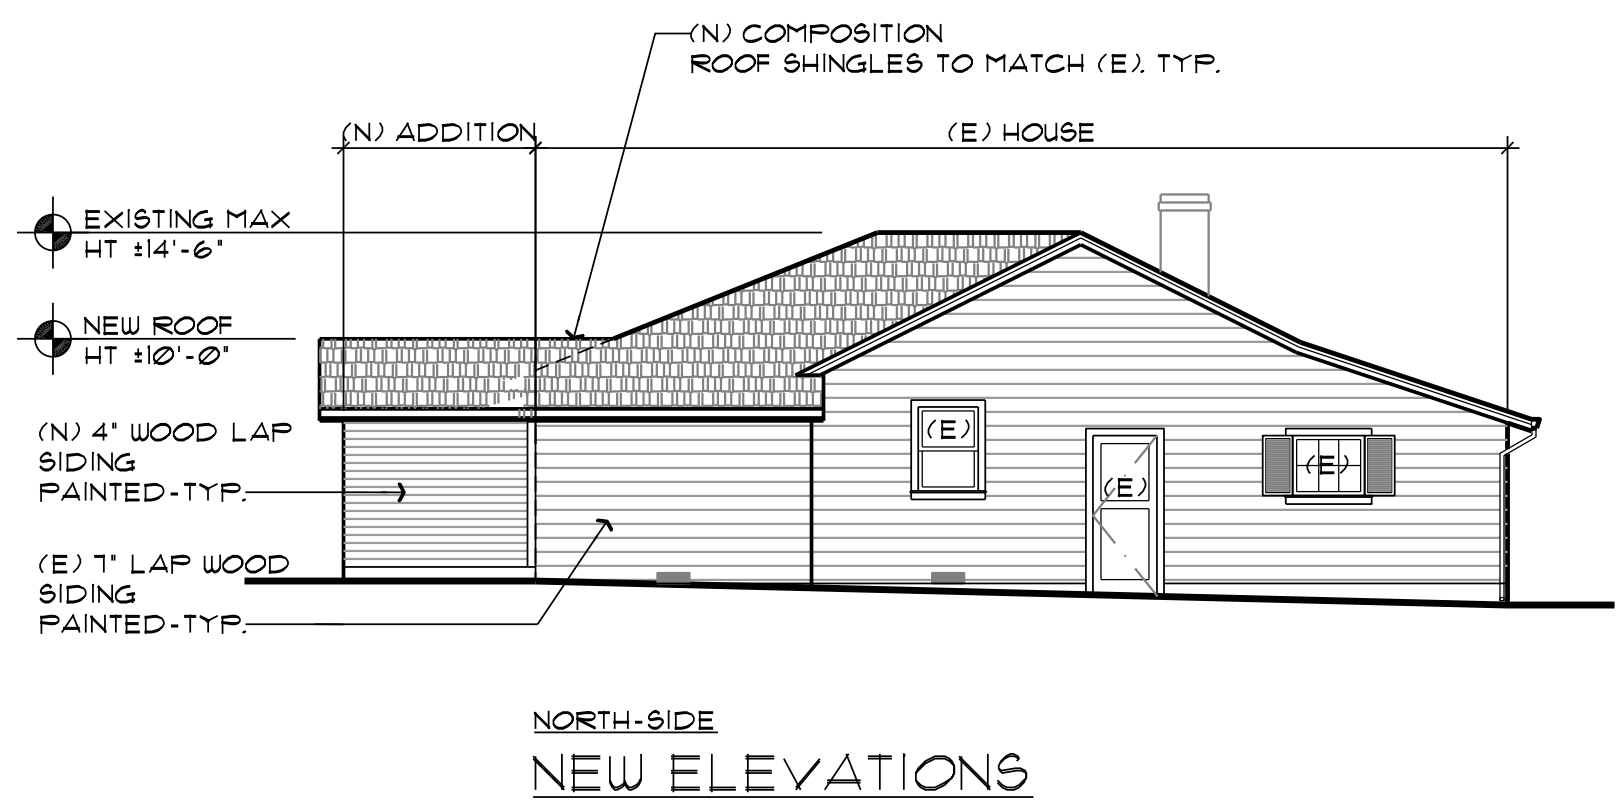 (N) COMPOSITION
ROOF SHINGLES TO MATCH (E). TYP.
(N) ADDITION
(E) HOUSE
EXISTING MAX
HT ±14'-6"
NEW ROOF
HT ±10'-0"
(N) 4" WOOD LAP
SIDING
PAINTED-TYP.
(E)
(E)
(E)
(E) 7" LAP WOOD
SIDING
PAINTED-TYP.
NORTH-SIDE
NEW ELEVATIONS